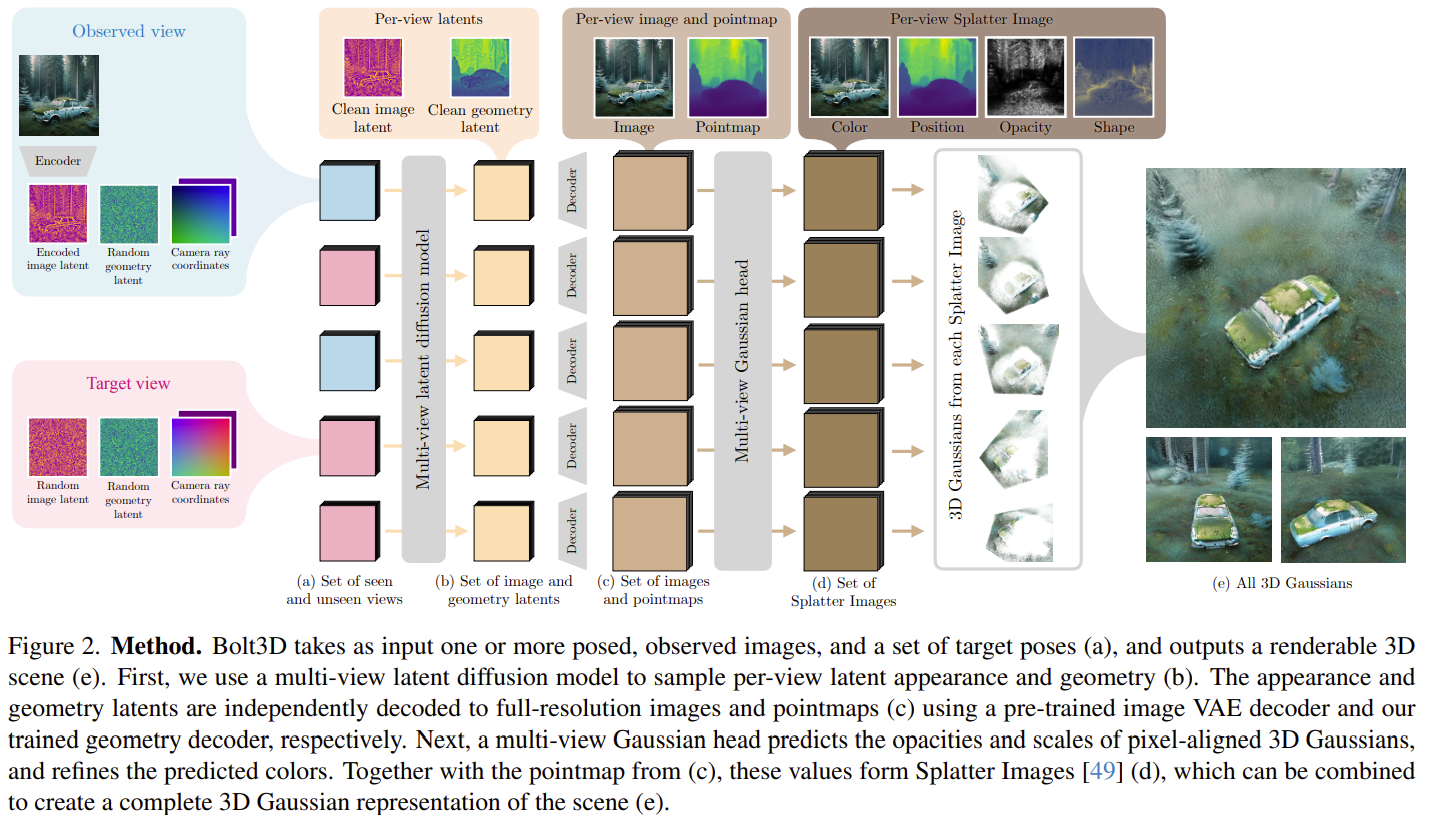 Observed view
Encoder
Encoded
image latent
Random
geometry
latent
Camera ray
coordinates
Target view
Random
image latent
Random
geometry
latent
Camera ray
coordinates
(a) Set of seen
and unseen views
Multi-view latent diffusion model
Per-view latents
Clean image
latent
Clean geometry
latent
(b) Set of image and
geometry latents
Decoder
Decoder
Decoder
Decoder
Decoder
Per-view image and pointmap
Image
Pointmap
(c) Set of images
and pointmaps
Multi-view Gaussian head
Per-view Splatter Image
Color
Position
Opacity
Shape
(d) Set of
Splatter Images
3D Gaussians from each Splatter Image
(e) All 3D Gaussians
Figure 2. Method. Bolt3D takes as input one or more posed, observed images, and a set of target poses (a), and outputs a renderable 3D
scene (e). First, we use a multi-view latent diffusion model to sample per-view latent appearance and geometry (b). The appearance and
geometry latents are independently decoded to full-resolution images and pointmaps (c) using a pre-trained image VAE decoder and our
trained geometry decoder, respectively. Next, a multi-view Gaussian head predicts the opacities and scales of pixel-aligned 3D Gaussians,
and refines the predicted colors. Together with the pointmap from (c), these values form Splatter Images [49] (d), which can be combined
to create a complete 3D Gaussian representation of the scene (e).